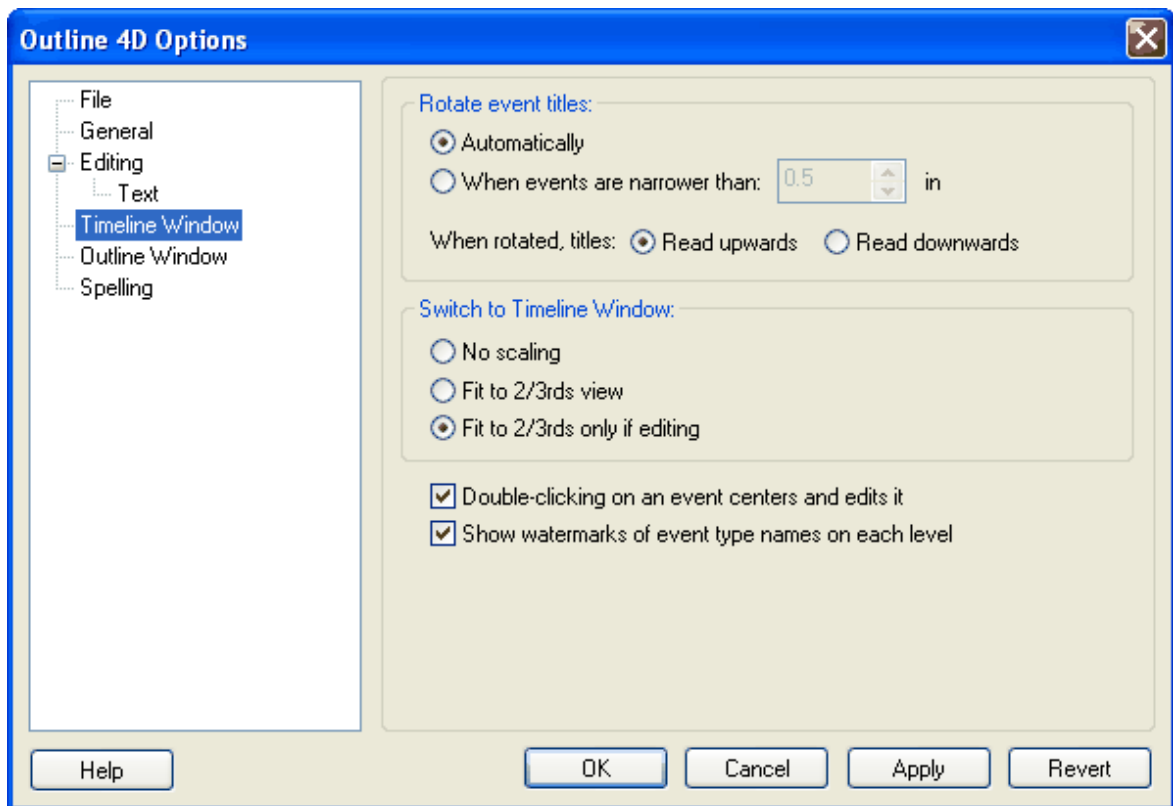 Outline 4D Options
File
General
Editing
Text
Timeline Window
Outline Window
Spelling
Rotate event titles:
Automatically
When events are narrower than: 0.5 in
When rotated, titles: Read upwards Read downwards
Switch to Timeline Window:
No scaling
Fit to 2/3rds view
Fit to 2/3rds only if editing
Double-clicking on an event centers and edits it
Show watermarks of event type names on each level
Help OK Cancel Apply Revert